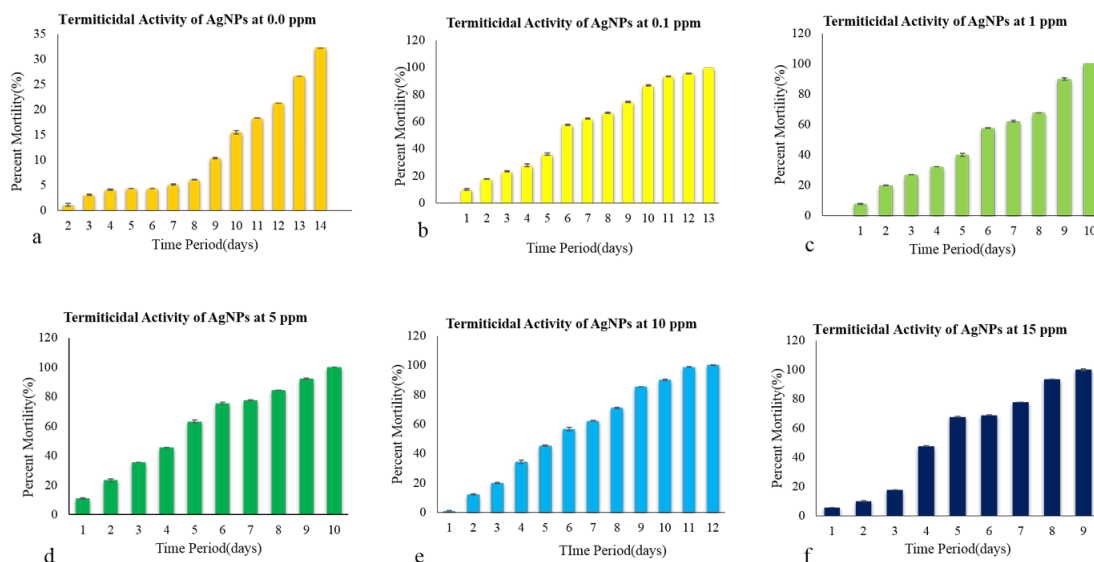 Termiticidal Activity of AgNPs at 0.0 ppm
35
30
25
20
15
10
5
0
Percent Mortility(%)
2 3 4 5 6 7 8 9 10 11 12 13 14
Time Period(days)
a
Termiticidal Activity of AgNPs at 0.1 ppm
120
100
80
60
40
20
0
Percent Mortility(%)
1 2 3 4 5 6 7 8 9 10 11 12 13
Time Period(days)
b
Termiticidal Activity of AgNPs at 1 ppm
120
100
80
60
40
20
0
Percent Mortility(%)
1 2 3 4 5 6 7 8 9 10
Time Period(days)
c
Termiticidal Activity of AgNPs at 5 ppm
120
100
80
60
40
20
0
Percent Mortility(%)
1 2 3 4 5 6 7 8 9 10
Time Period(days)
d
Termiticidal Activity of AgNPs at 10 ppm
120
100
80
60
40
20
0
Percent Mortility(%)
1 2 3 4 5 6 7 8 9 10 11 12
TIme Period(days)
e
Termiticidal Activity of AgNPs at 15 ppm
120
100
80
60
40
20
0
Percent Mortility(%)
1 2 3 4 5 6 7 8 9
Time Period(days)
f